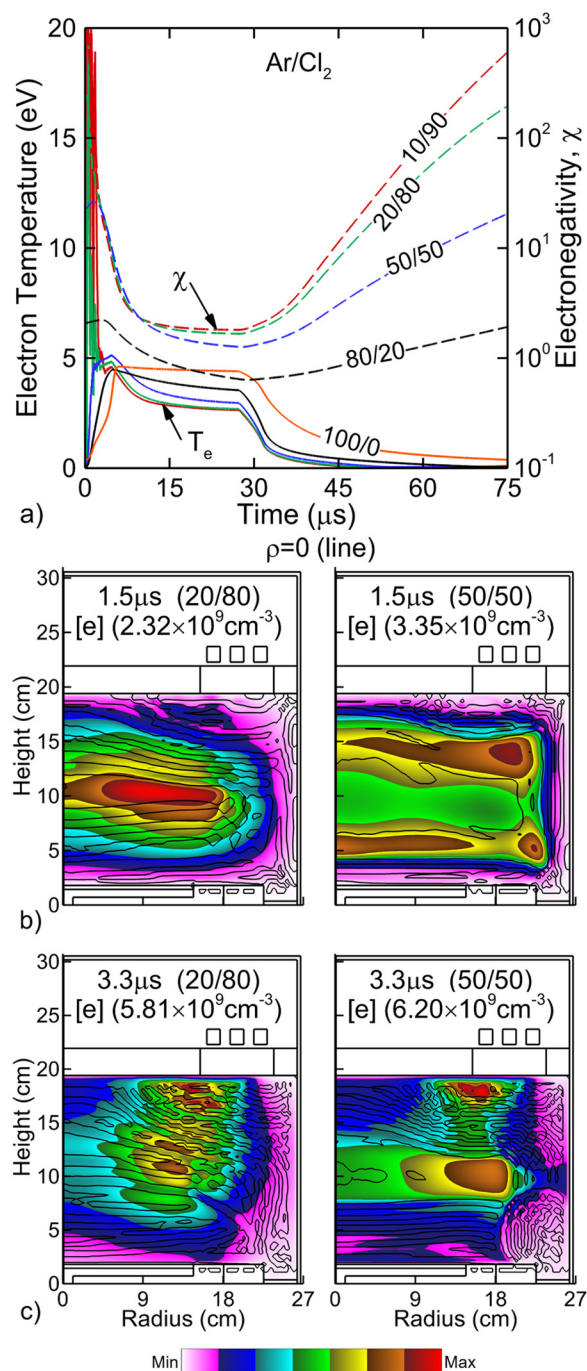 Ar/Cl₂
20
15
10
5
0
Electron Temperature (eV)
10³
10²
10¹
10⁰
10⁻¹
Electronegativity, χ
10/90
20/80
50/50
80/20
100/0
χ
Tₑ
0
15
30
45
60
75
a)
Time (μs)
ρ=0 (line)
1.5μs (20/80)
[e] (2.32×10⁹cm⁻³)
1.5μs (50/50)
[e] (3.35×10⁹cm⁻³)
30
25
20
15
10
5
0
Height (cm)
b)
3.3μs (20/80)
[e] (5.81×10⁹cm⁻³)
3.3μs (50/50)
[e] (6.20×10⁹cm⁻³)
30
25
20
15
10
5
0
Height (cm)
c)
0
9
18
27
0
9
18
27
Radius (cm)
Radius (cm)
Min
Max